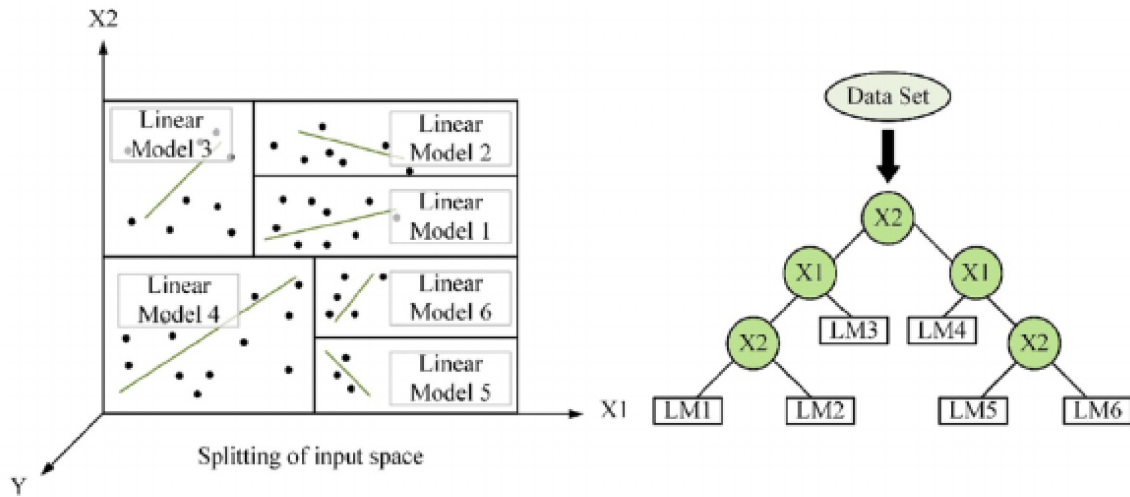 X2
Linear
Model 3
Linear
Model 2
Linear
Model 1
Linear
Model 4
Linear
Model 6
Linear
Model 5
X1
Y
Splitting of input space
Data Set
X2
X1
X1
LM3
LM4
X2
X2
LM1
LM2
LM5
LM6